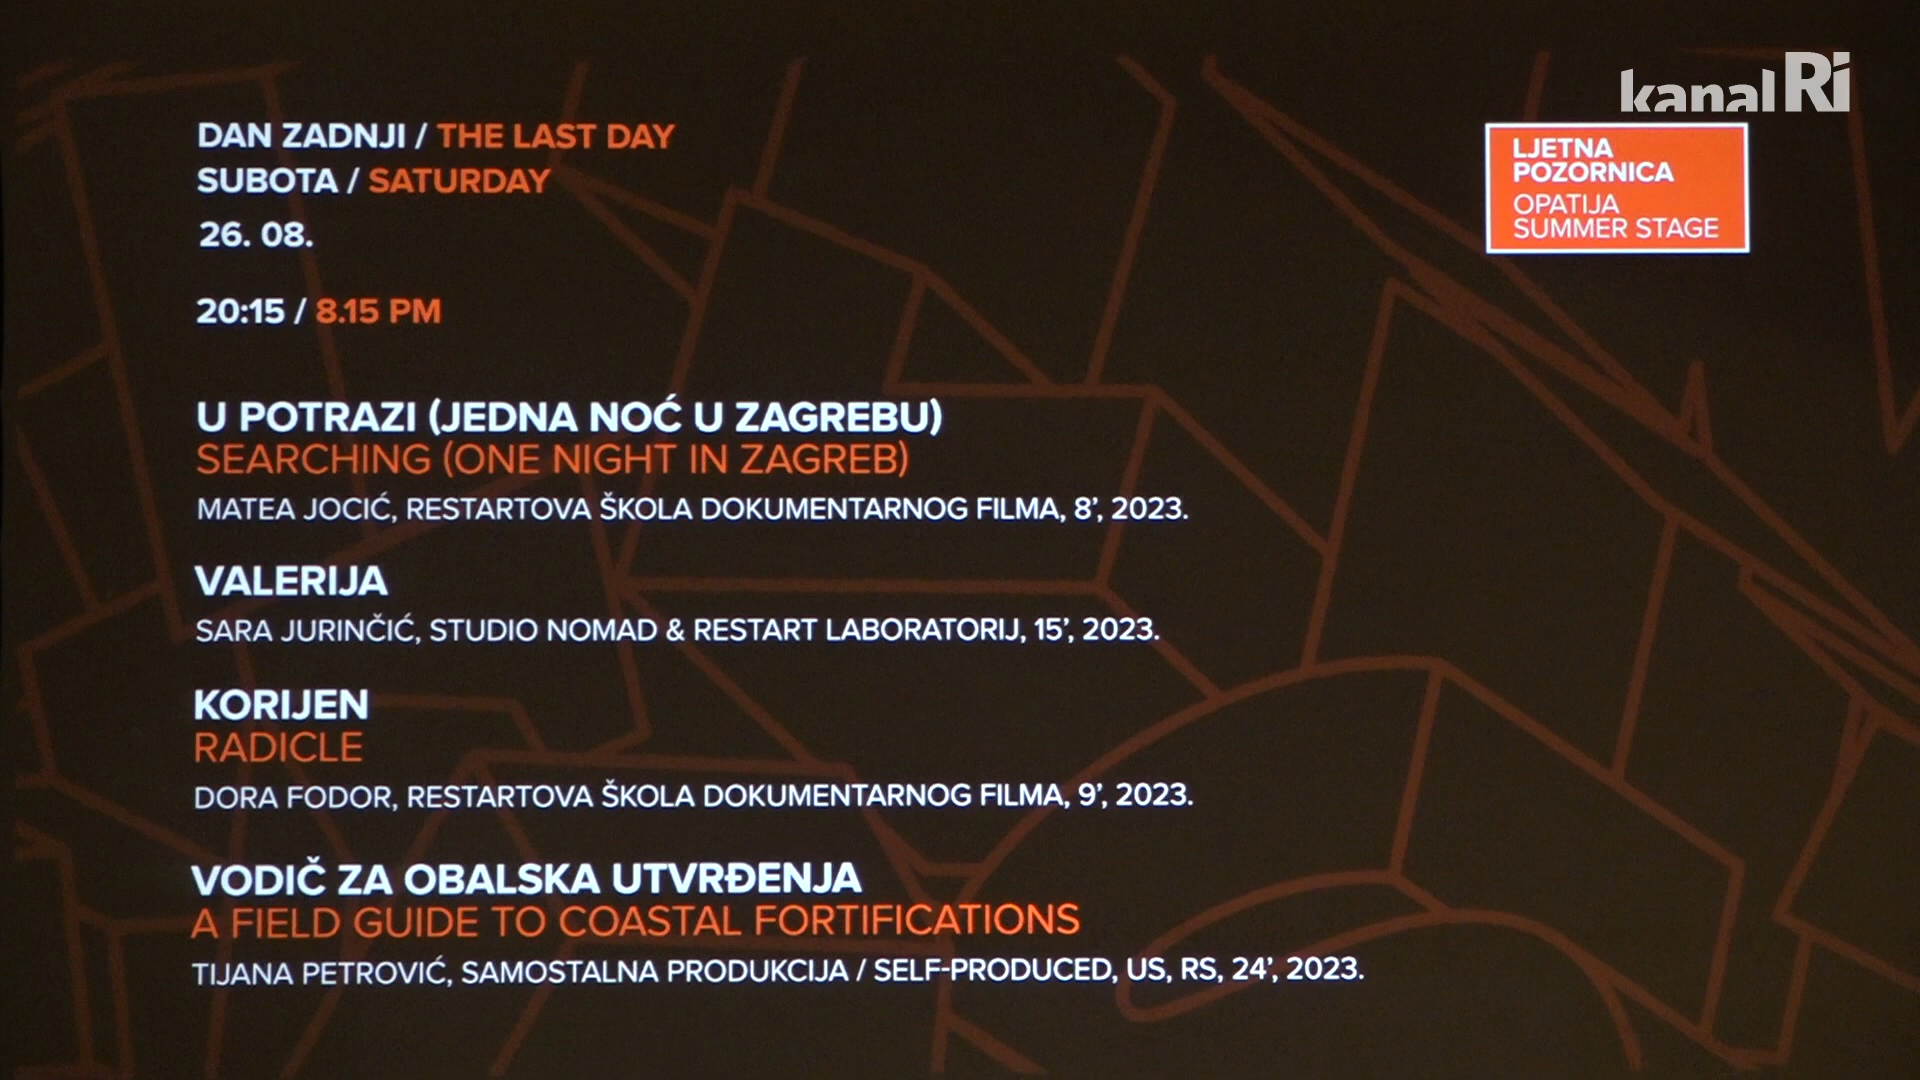 kanal Ri
DAN ZADNJI / THE LAST DAY
SUBOTA / SATURDAY
26. 08.
20:15 / 8.15 PM
LJETNA
POZORNICA
OPATIJA
SUMMER STAGE
U POTRAZI (JEDNA NOĆ U ZAGREBU)
SEARCHING (ONE NIGHT IN ZAGREB)
MATEA JOCIĆ, RESTARTOVA ŠKOLA DOKUMENTARNOG FILMA, 8’, 2023.
VALERIJA
SARA JURINČIĆ, STUDIO NOMAD & RESTART LABORATORIJ, 15’, 2023.
KORIJEN
RADICLE
DORA FODOR, RESTARTOVA ŠKOLA DOKUMENTARNOG FILMA, 9’, 2023.
VODIČ ZA OBALSKA UTVRĐENJA
A FIELD GUIDE TO COASTAL FORTIFICATIONS
TIJANA PETROVIĆ, SAMOSTALNA PRODUKCIJA / SELF-PRODUCED, US, RS, 24’, 2023.